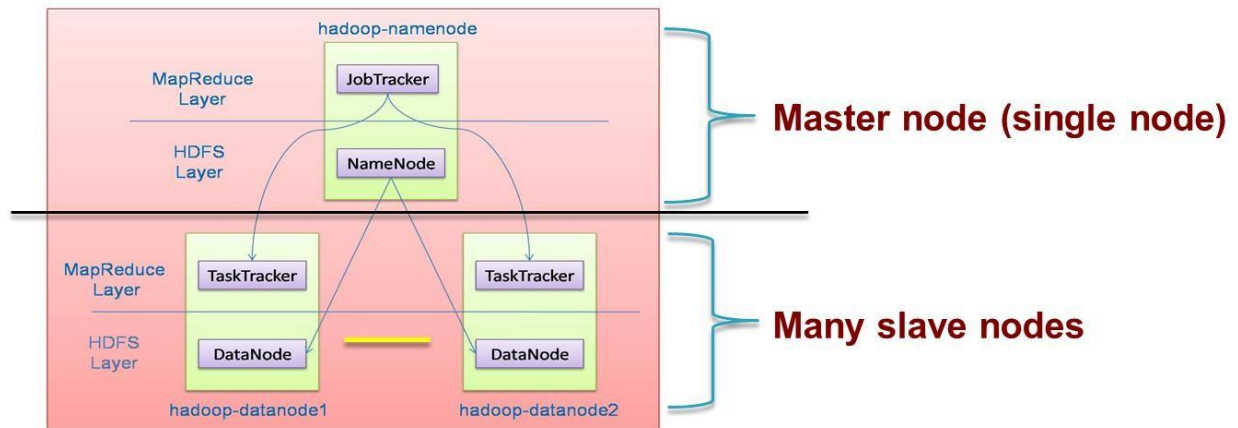 hadoop-namenode
MapReduce
Layer
JobTracker
HDFS
Layer
NameNode
Master node (single node)
MapReduce
Layer
TaskTracker
TaskTracker
HDFS
Layer
DataNode
DataNode
hadoop-datanode1
hadoop-datanode2
Many slave nodes